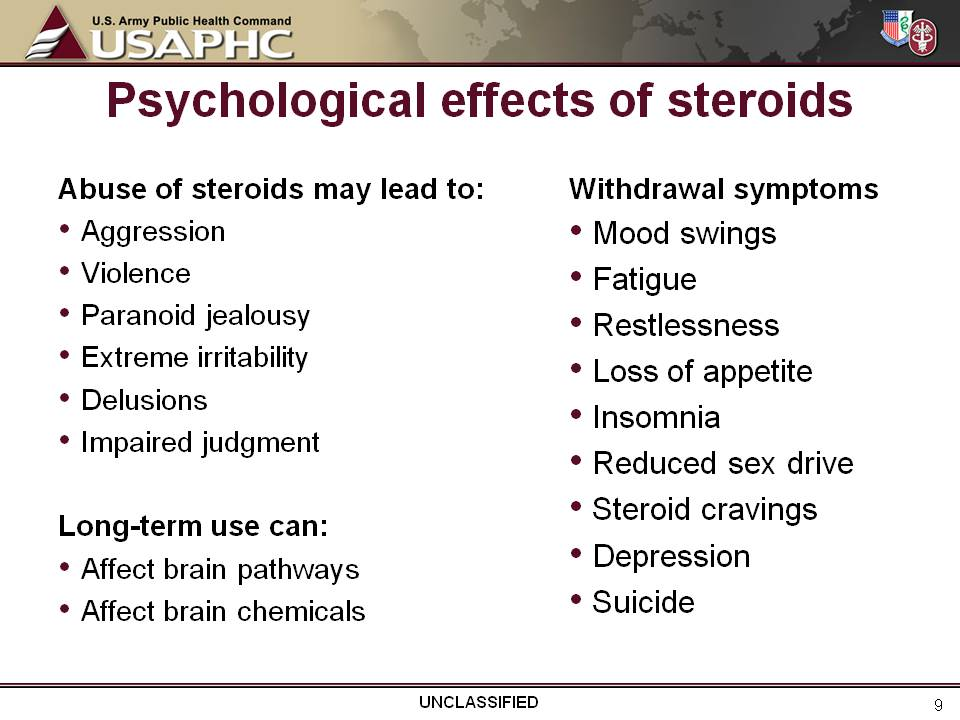 U.S. Army Public Health Command
USAPHC
Psychological effects of steroids
Abuse of steroids may lead to:
• Aggression
• Violence
• Paranoid jealousy
• Extreme irritability
• Delusions
• Impaired judgment
Long-term use can:
• Affect brain pathways
• Affect brain chemicals
Withdrawal symptoms
• Mood swings
• Fatigue
• Restlessness
• Loss of appetite
• Insomnia
• Reduced sex drive
• Steroid cravings
• Depression
• Suicide
UNCLASSIFIED
9